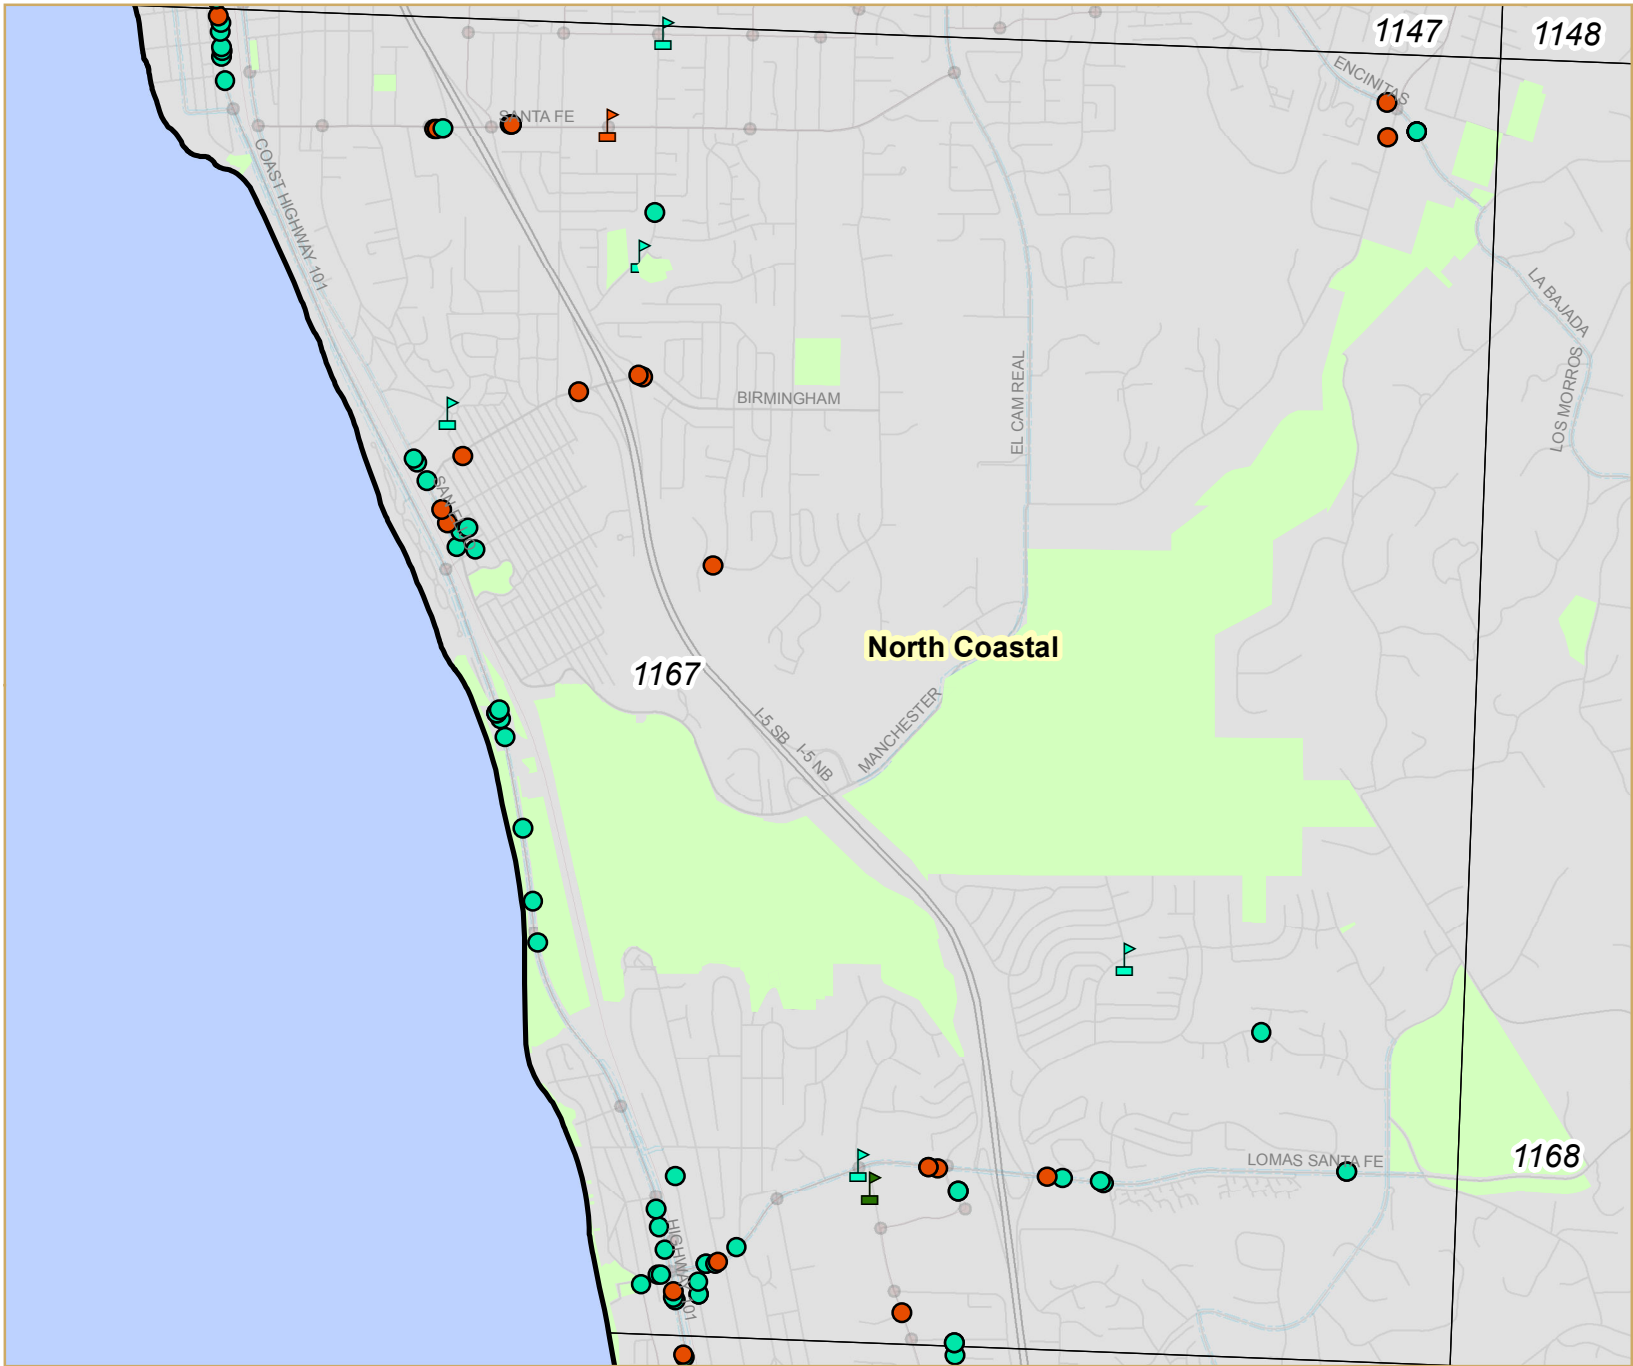 1147
1148
ENCINITAS
SANTA FE
COAST HIGHWAY 101
LA BAJADA
LOS MORROS
EL CAM REAL
BIRMINGHAM
North Coastal
1167
MANCHESTER
I-5 SB
I-5 NB
LOMAS SANTA FE
1168
HIGHWAY 101